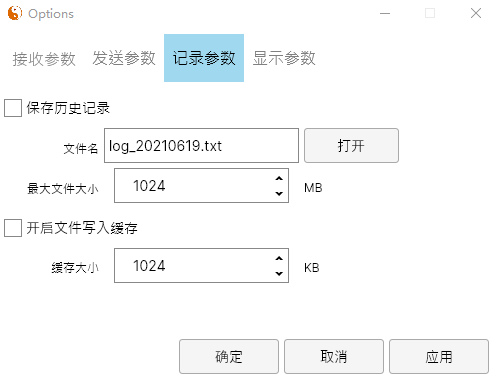 Options
接收参数 发送参数 记录参数 显示参数
保存历史记录
文件名 log_20210619.txt 打开
最大文件大小 1024 MB
开启文件写入缓存
缓存大小 1024 KB
确定 取消 应用